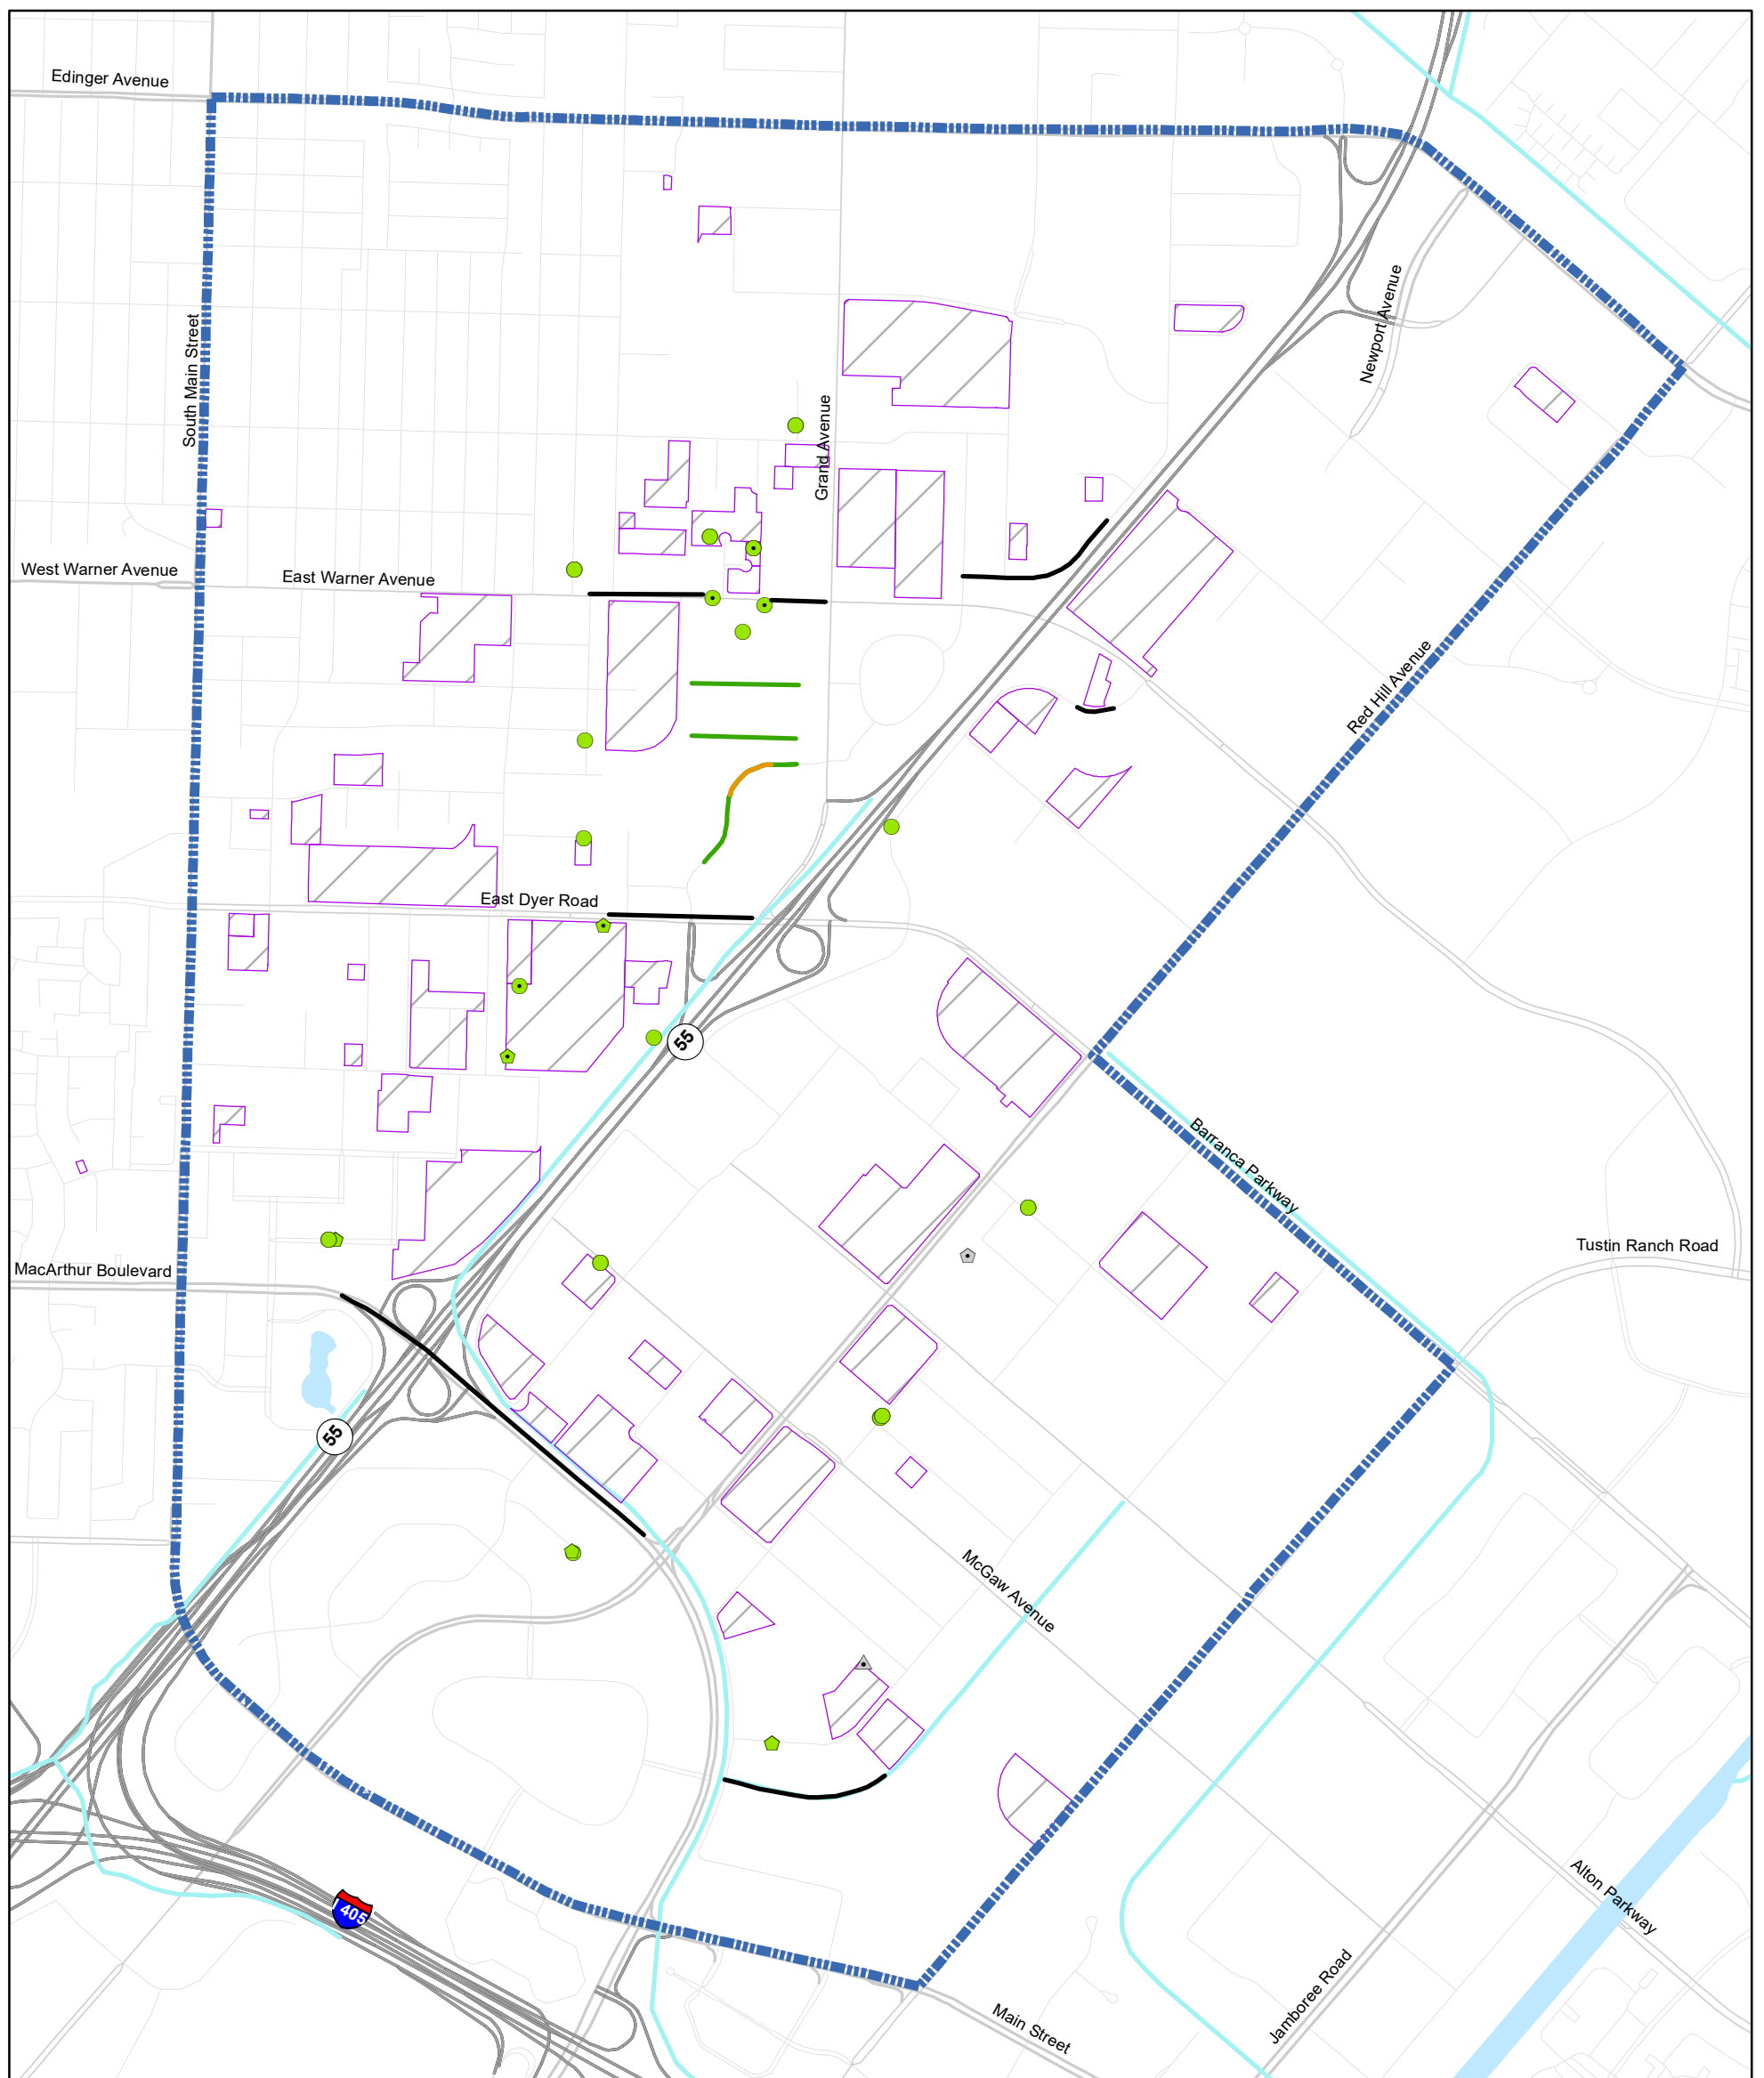 Edinger Avenue
Newport Avenue
South Main Street
Grand Avenue
West Warner Avenue
East Warner Avenue
Red Hill Avenue
East Dyer Road
55
Barranca Parkway
Tustin Ranch Road
MacArthur Boulevard
55
McGaw Avenue
Alton Parkway
405
Jamboree Road
Main Street